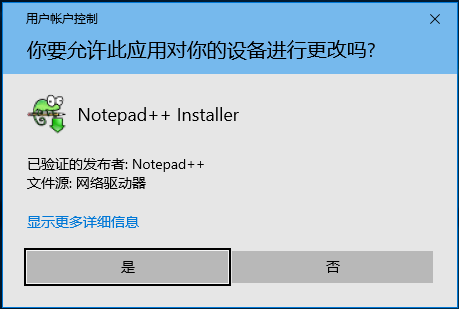 用户帐户控制
你要允许此应用对你的设备进行更改吗?
Notepad++ Installer
已验证的发布者: Notepad++
文件源: 网络驱动器
显示更多详细信息
是
否